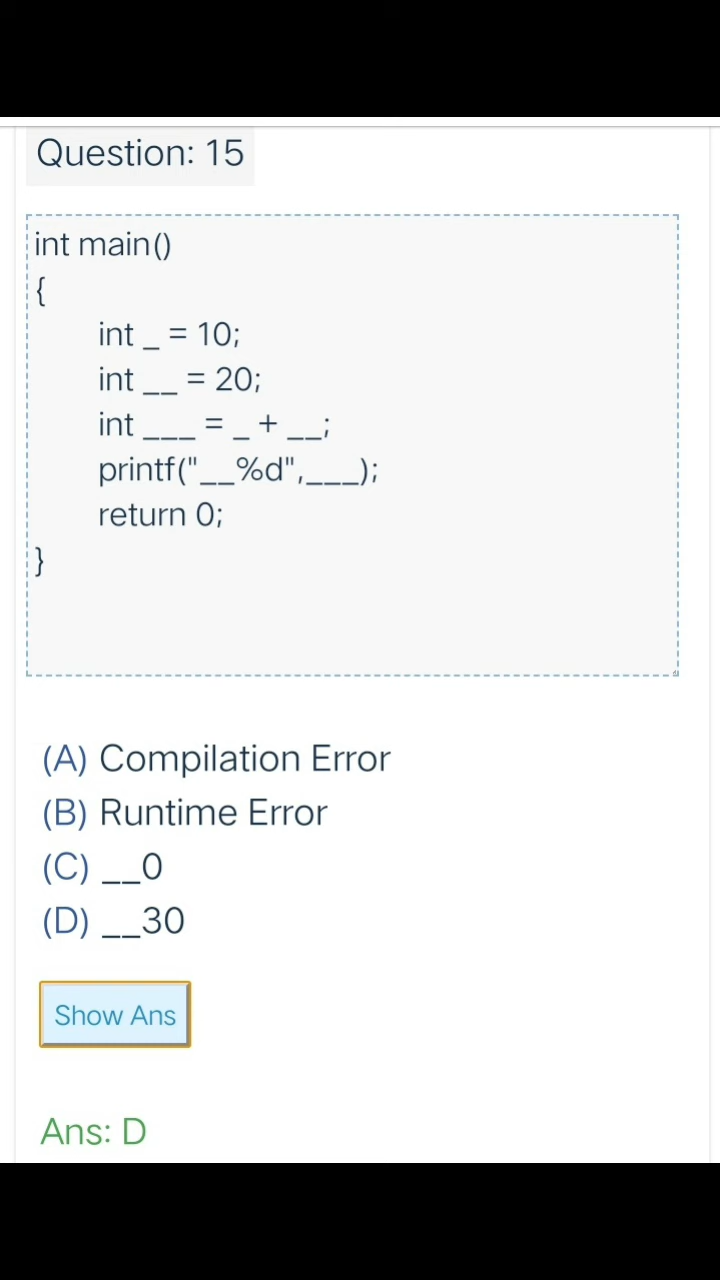 Question: 15
int main()
{
int _ = 10;
int __ = 20;
int ___ = _ + __;
printf("__%d",___);
return 0;
}
(A) Compilation Error
(B) Runtime Error
(C) __0
(D) __30
Show Ans
Ans: D